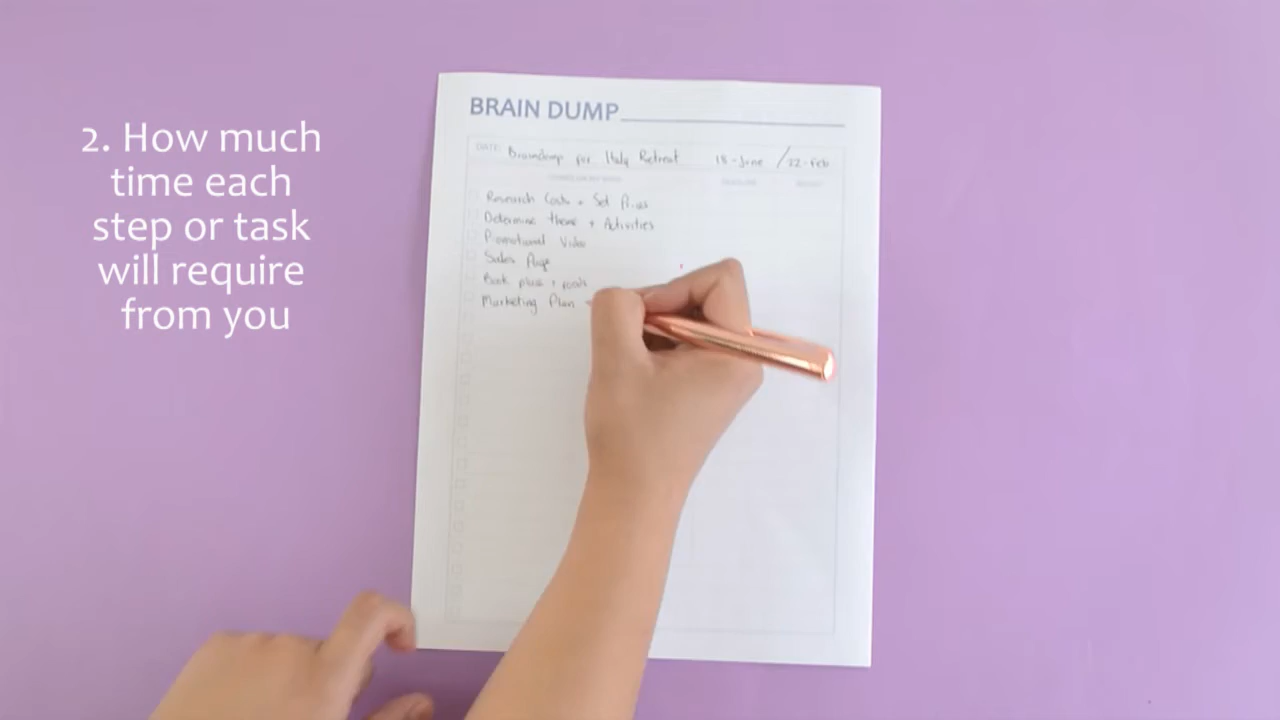 2. How much
time each
step or task
will require
from you
BRAIN DUMP
DATE: Braindump for Italy Retreat 18-June / 22-Feb
DEADLINE
Research Costs + Set Prices
Determine theme + Activities
Promotional Video
Sales Page
Book place +
Marketing Plan